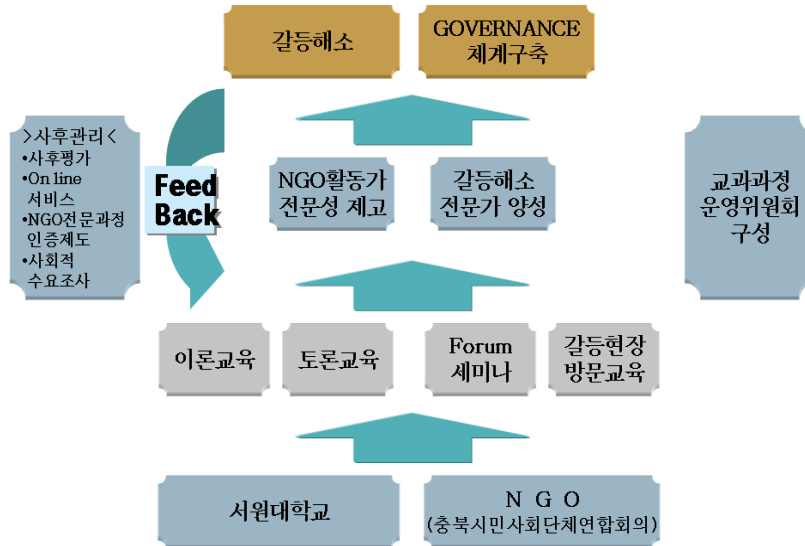 갈등해소
GOVERNANCE
체계구축
>사후관리<
•사후평가
•On line
서비스
•NGO전문과정
인증제도
•사회적
수요조사
Feed
Back
NGO활동가
전문성 제고
갈등해소
전문가 양성
교과과정
운영위원회
구성
이론교육
토론교육
Forum
세미나
갈등현장
방문교육
서원대학교
N G O
(충북시민사회단체연합회의)